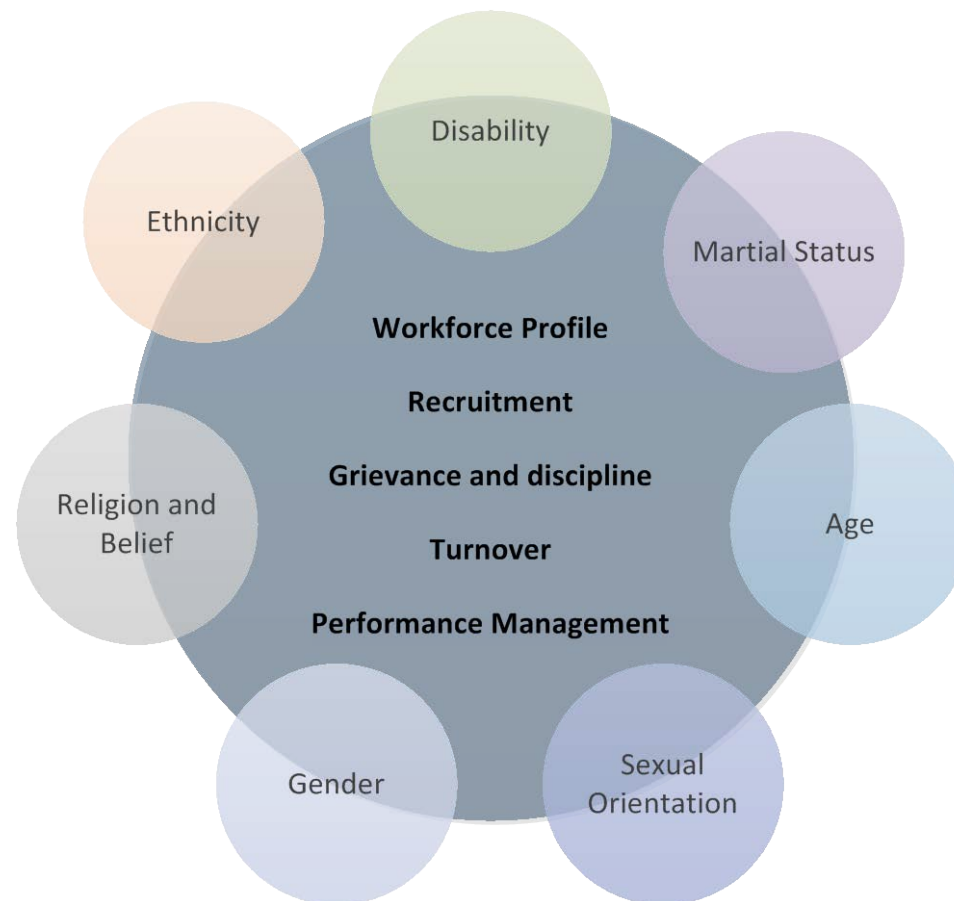 Disability
Ethnicity
Martial Status
Workforce Profile
Recruitment
Grievance and discipline
Religion and
Belief
Age
Turnover
Performance Management
Gender
Sexual
Orientation